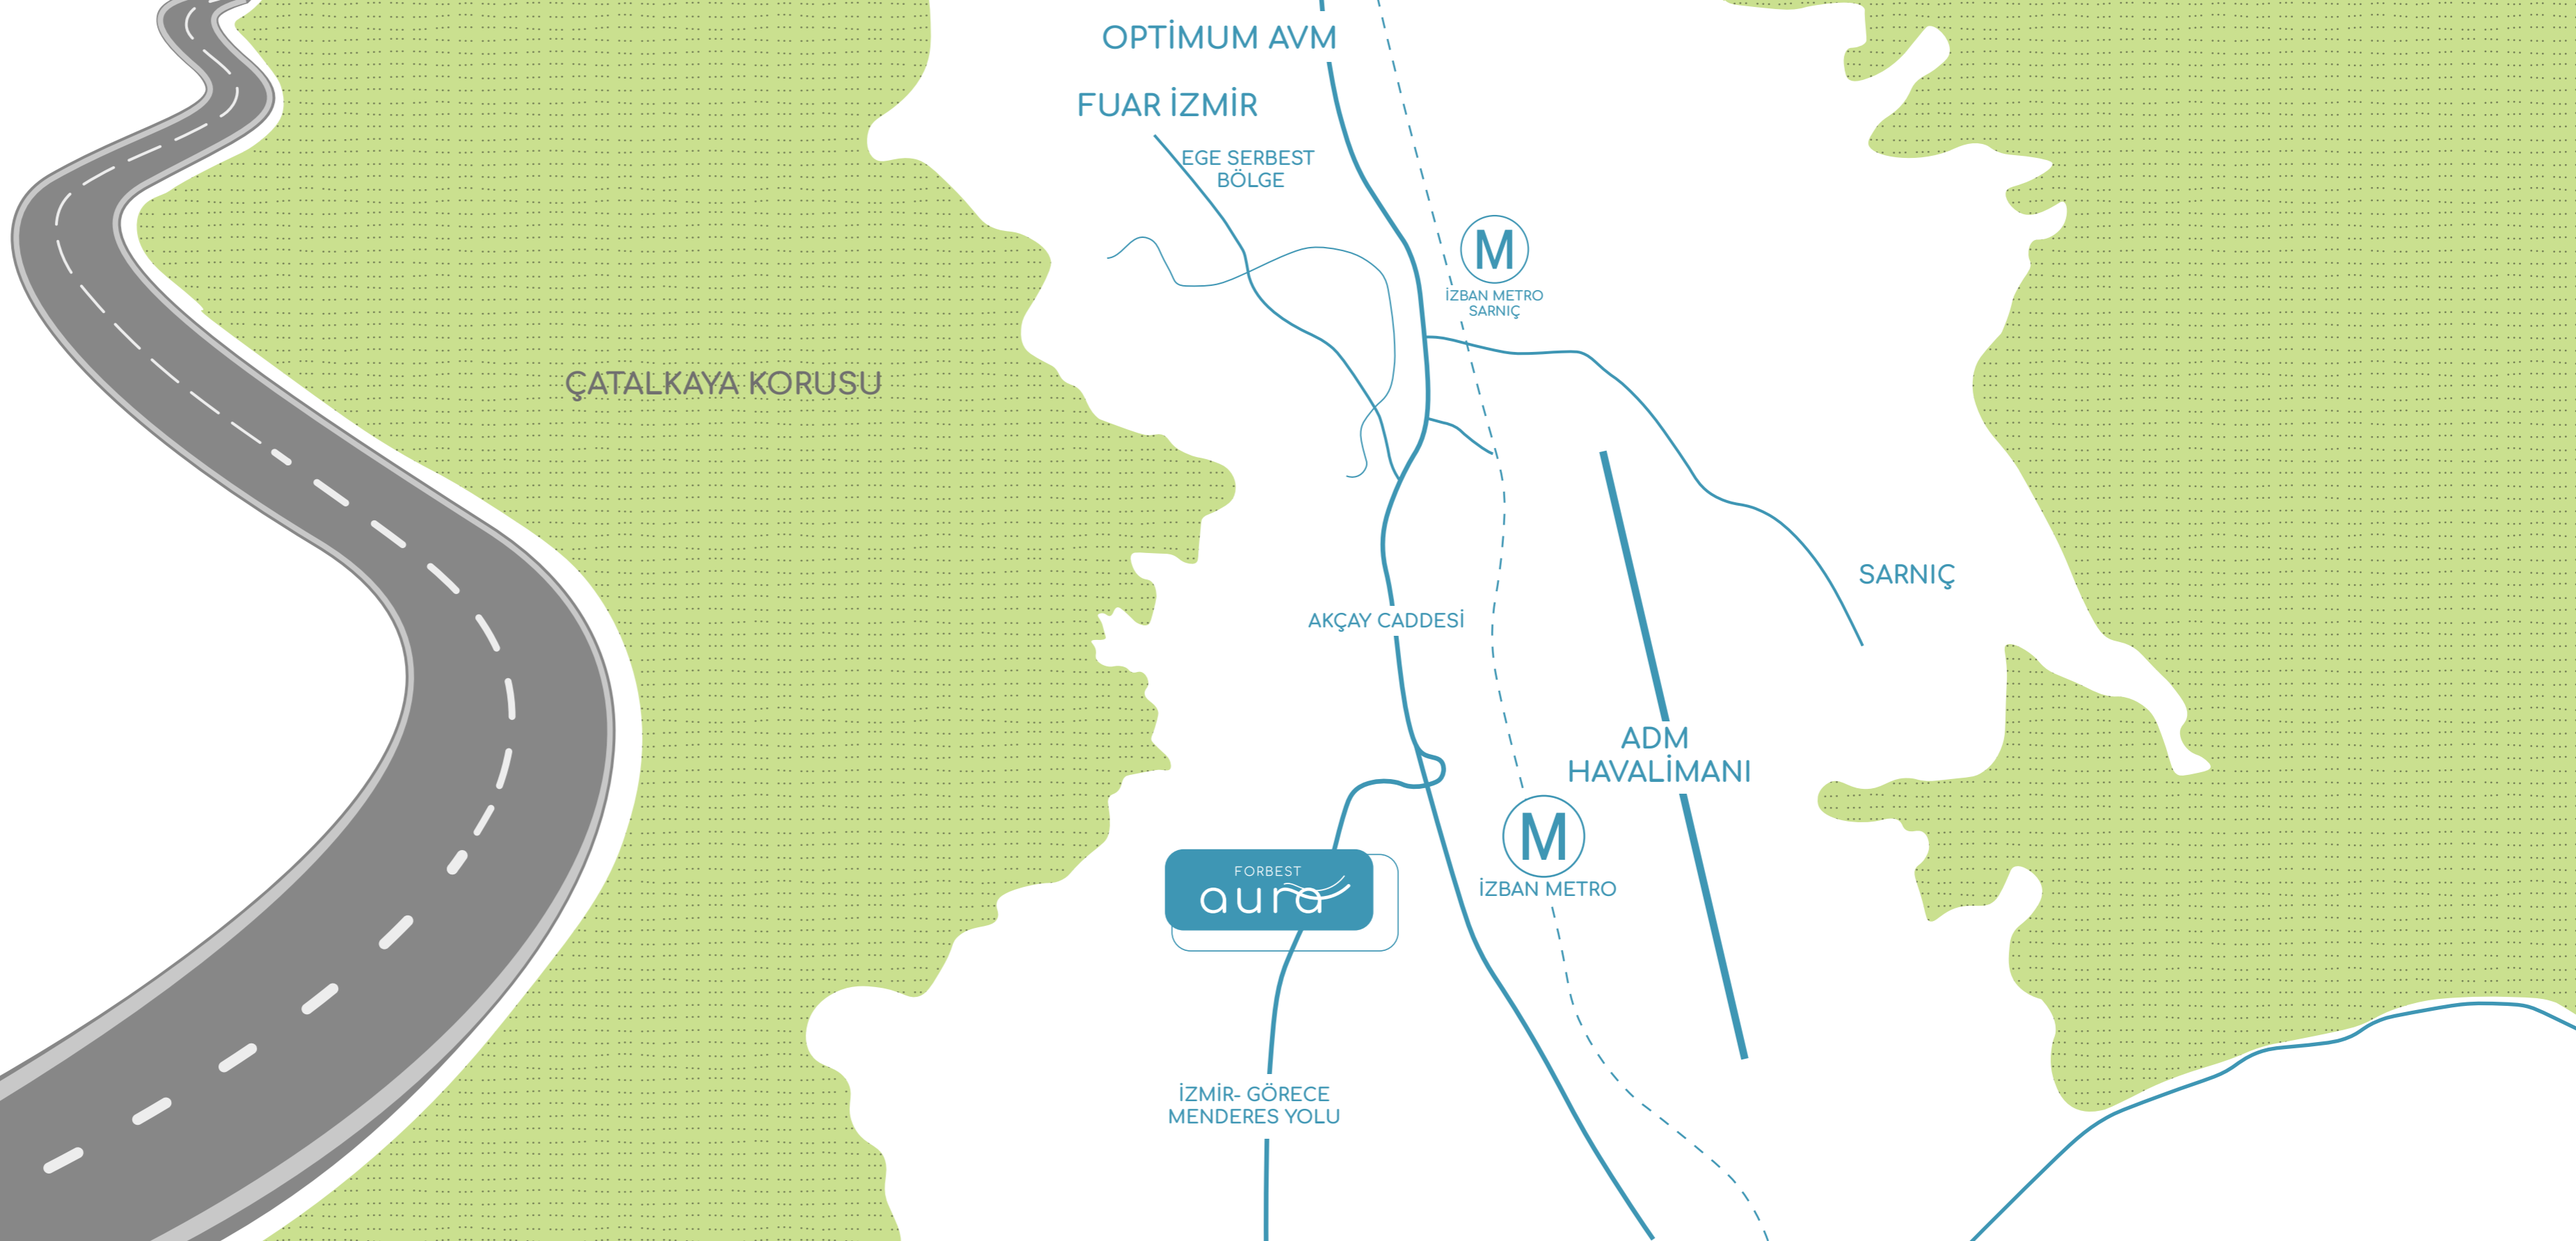 OPTİMUM AVM
FUAR İZMİR
EGE SERBEST
BÖLGE
M
İZBAN METRO
SARNIÇ
ÇATALKAYA KORUSU
SARNIÇ
AKÇAY CADDESİ
ADM
HAVALİMANI
M
İZBAN METRO
FORBEST
aura
İZMİR- GÖRECE
MENDERES YOLU